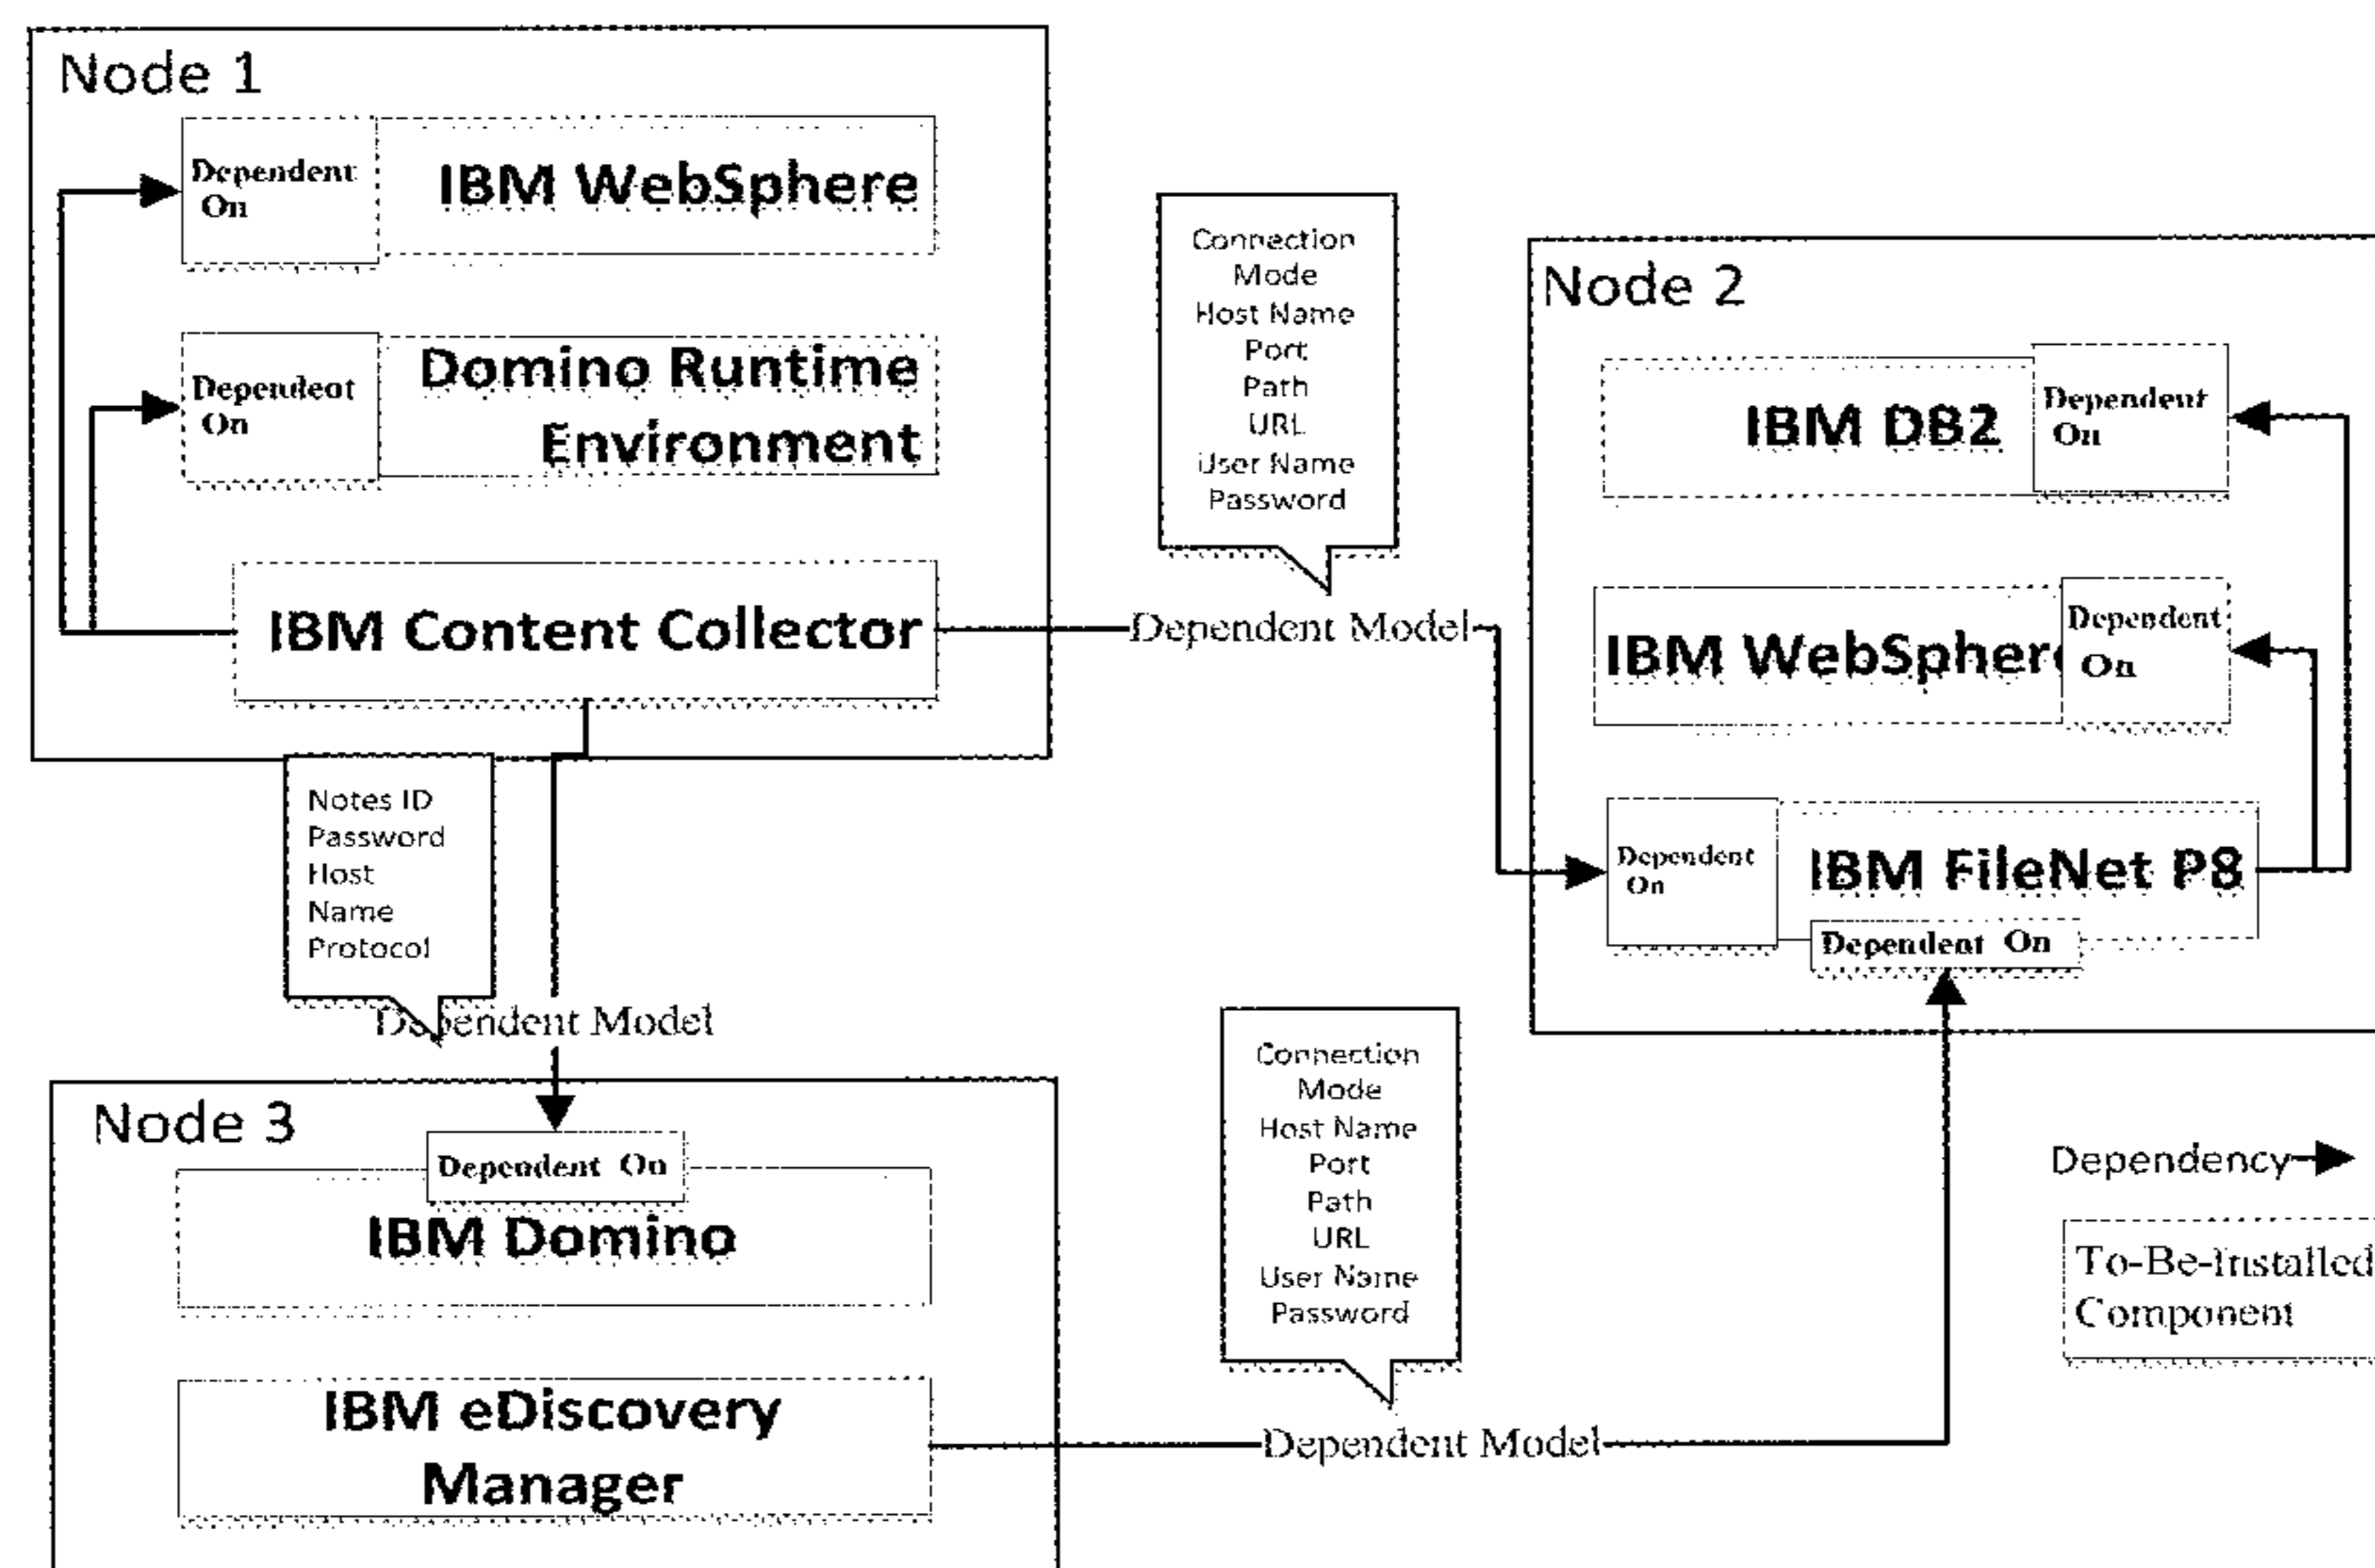 Node 1
Dependent
On
IBM WebSphere
Dependent
On
Domino Runtime
Environment
IBM Content Collector
Connection
Mode
Host Name
Port
Path
URL
User Name
Password
Dependent Model
Node 2
IBM DB2
Dependent
On
IBM WebSpher
Dependent
On
Dependent
On
IBM FileNet P8
Dependent On
Notes ID
Password
Host
Name
Protocol
Dependent Model
Node 3
Dependent On
IBM Domino
IBM eDiscovery
Manager
Connection
Mode
Host Name
Port
Path
URL
User Name
Password
Dependent Model
Dependency
To-Be-Installed
Component